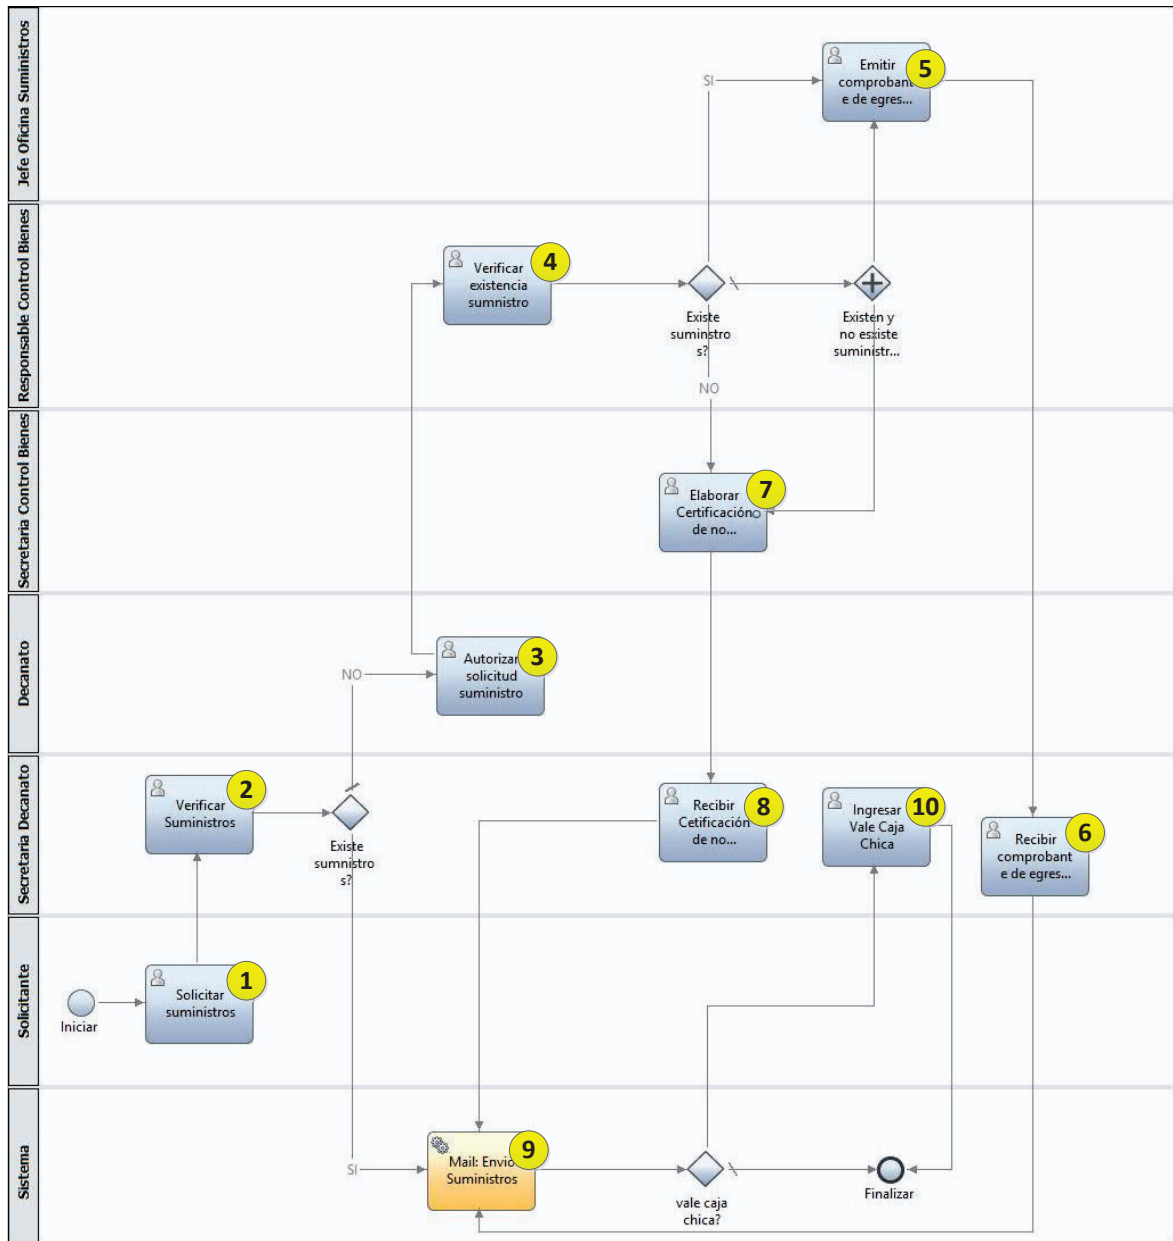 Jefe Oficina Suministros
5
Emitir
comprobant
e de egres...
SI
Responsable Control Bienes
4
Verificar
existencia
sumnistro
Existe
suminstro
s?
Existen y
no esxiste
suministr...
NO
Secretaria Control Bienes
7
Elaborar
Certificación
de no...
Decanato
3
Autorizar
solicitud
suministro
NO
Secretaria Decanato
2
Verificar
Suministros
Existe
sumnistro
s?
8
Recibir
Cetificación
de no...
10
Ingresar
Vale Caja
Chica
6
Recibir
comprobant
e de egres...
Solicitante
Iniciar
1
Solicitar
suministros
Sistema
SI
9
Mail: Envio
Suministros
vale caja
chica?
Finalizar